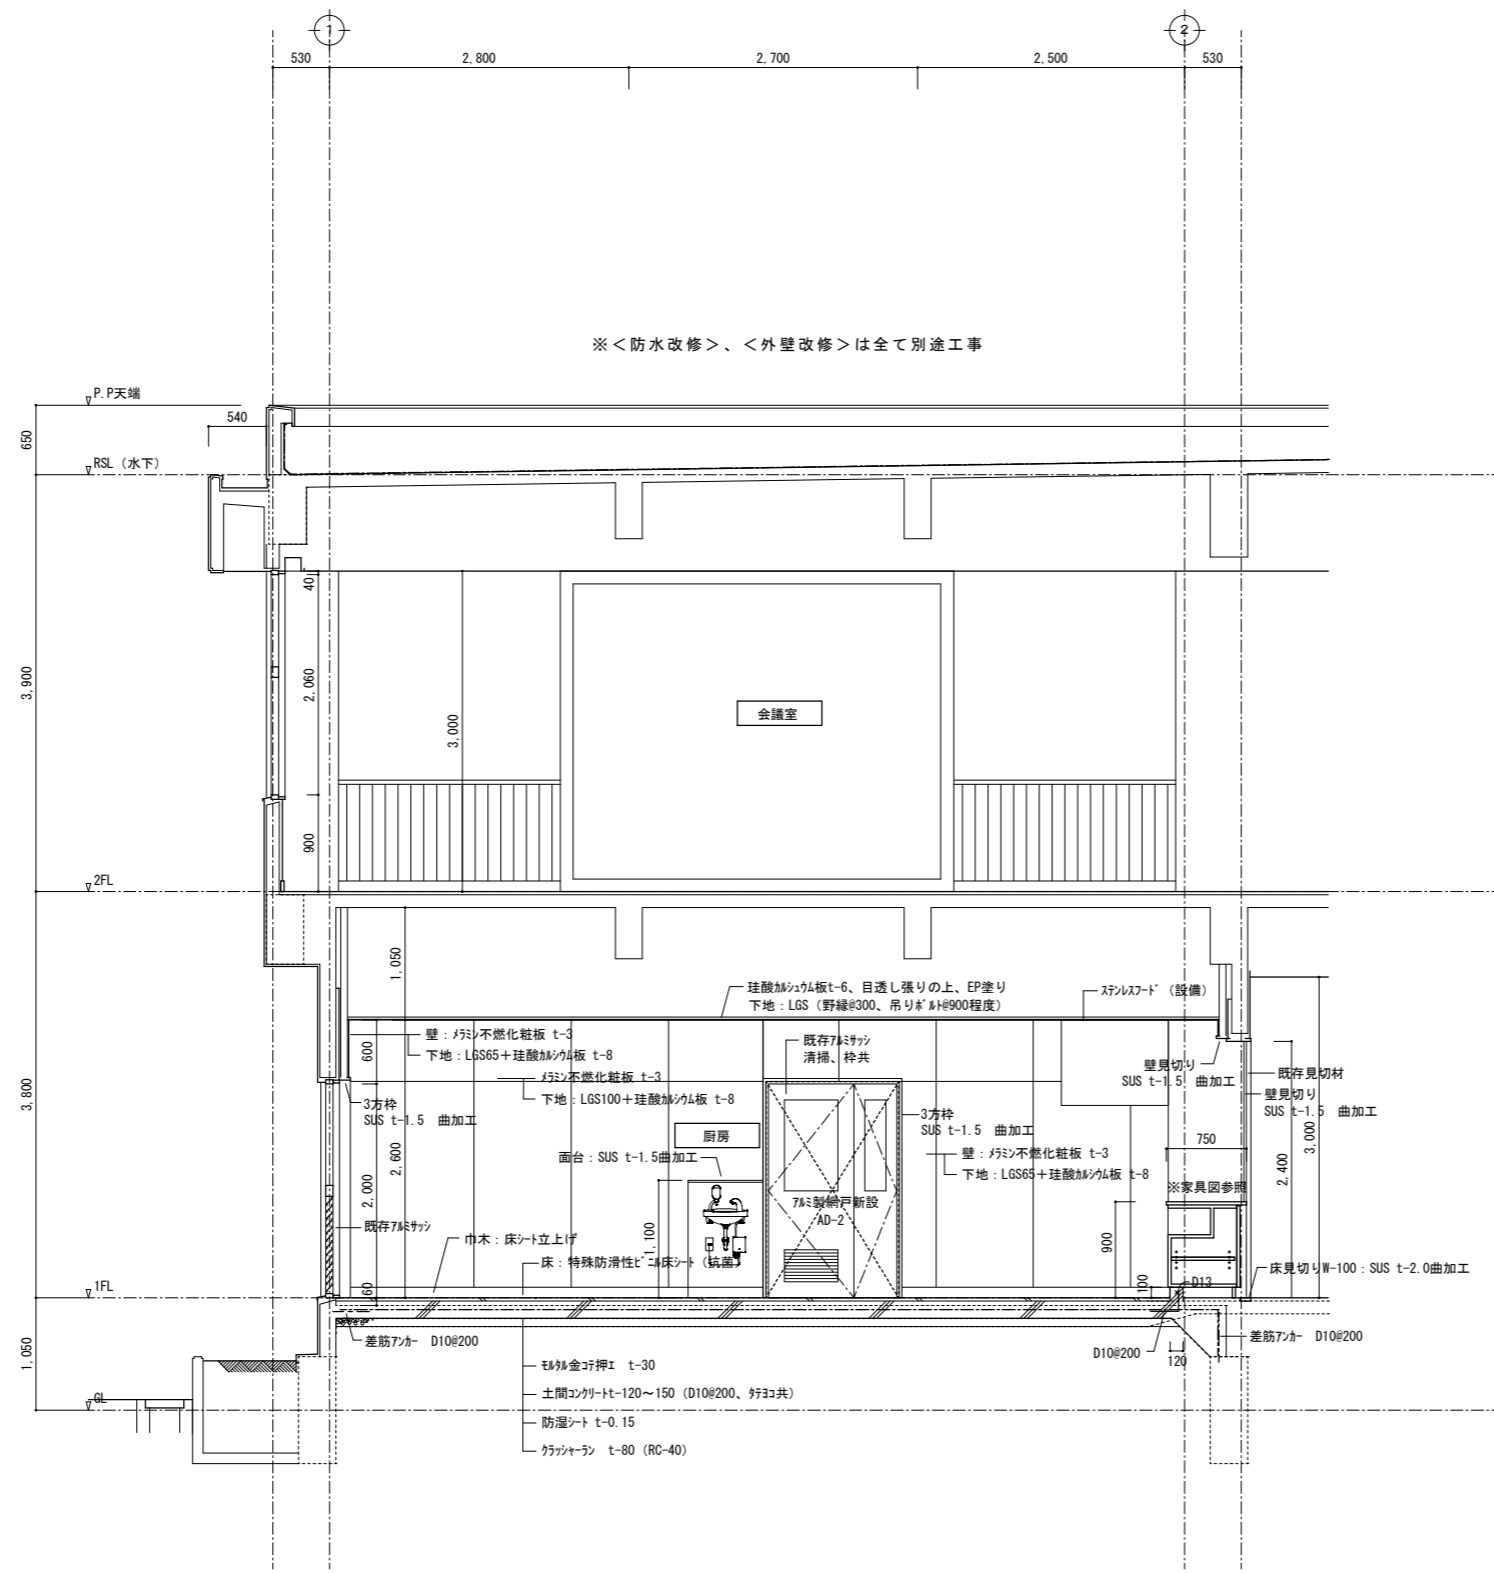 1
2
530
2,800
2,700
2,500
530
※＜防水改修＞、＜外壁改修＞は全て別途工事
P.P天端
540
650
RSL（水下）
40
2,060
3,900
3,000
会議室
900
2FL
1,050
珪酸ｶﾙｼｭｳﾑ板t-6、目透し張りの上、EP塗り
下地：LGS（野縁@300、吊りﾎﾞﾙﾄ@900程度）
ｽﾃﾝﾚｽﾌｰﾄﾞ（設備）
壁：ﾒﾗﾐﾝ不燃化粧板 t-3
下地：LGS65＋珪酸ｶﾙｼｳﾑ板 t-8
600
既存ｱﾙﾐｻｯｼ
清掃、枠共
壁見切り
SUS t-1.5 曲加工
既存見切材
ﾒﾗﾐﾝ不燃化粧板 t-3
下地：LGS100＋珪酸ｶﾙｼｳﾑ板 t-8
壁見切り
SUS t-1.5 曲加工
3,800
3方枠
SUS t-1.5 曲加工
3方枠
SUS t-1.5 曲加工
厨房
750
3,000
2,600
面台：SUS t-1.5曲加工
壁：ﾒﾗﾐﾝ不燃化粧板 t-3
下地：LGS65＋珪酸ｶﾙｼｳﾑ板 t-8
2,400
2,000
※家具図参照
ｱﾙﾐ製網戸新設
AD-2
既存ｱﾙﾐｻｯｼ
巾木：床ｼｰﾄ立上げ
1,100
900
床：特殊防滑性ﾋﾞﾆﾙ床ｼｰﾄ（抗菌）
床見切りW-100：SUS t-2.0曲加工
1FL
60
100
D13
差筋ｱﾝｶｰ D10@200
差筋ｱﾝｶｰ D10@200
D10@200
120
1,050
ﾓﾙﾀﾙ金ｺﾃ押ｴ t-30
土間ｺﾝｸﾘｰﾄt-120～150（D10@200、ﾀﾃﾖｺ共）
GL
防湿ｼｰﾄ t-0.15
ｸﾗｯｼｬｰﾗﾝ t-80（RC-40）